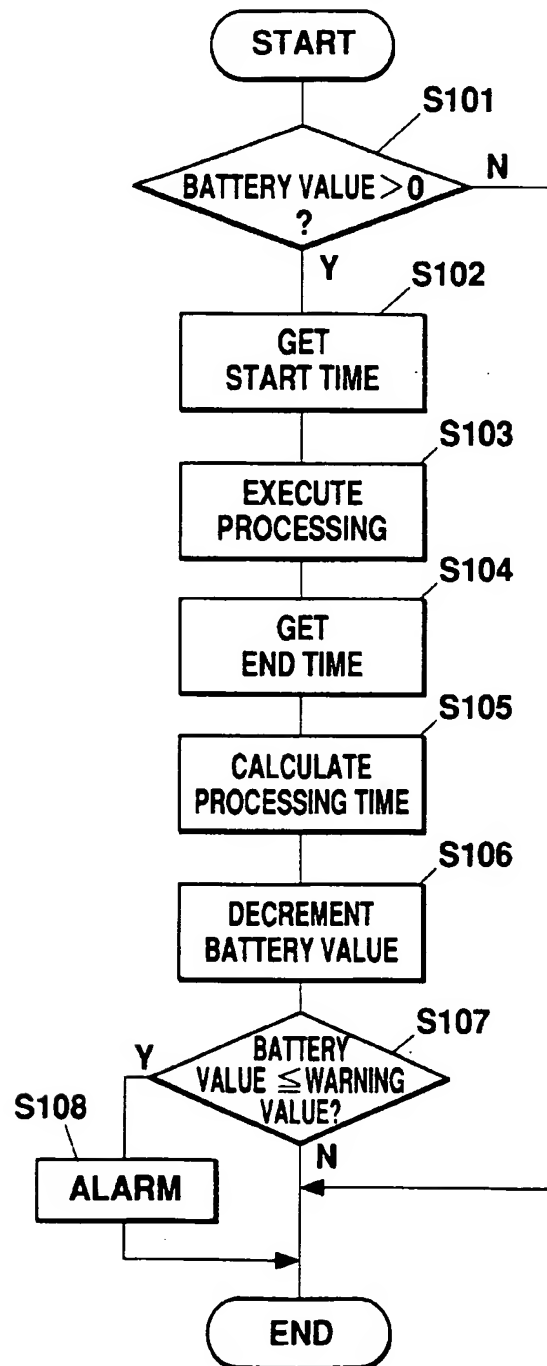 START
S101
BATTERY VALUE > 0
?
N
Y
S102
GET
START TIME
S103
EXECUTE
PROCESSING
S104
GET
END TIME
S105
CALCULATE
PROCESSING TIME
S106
DECREMENT
BATTERY VALUE
S107
BATTERY
VALUE ≦ WARNING
VALUE?
Y
N
S108
ALARM
END